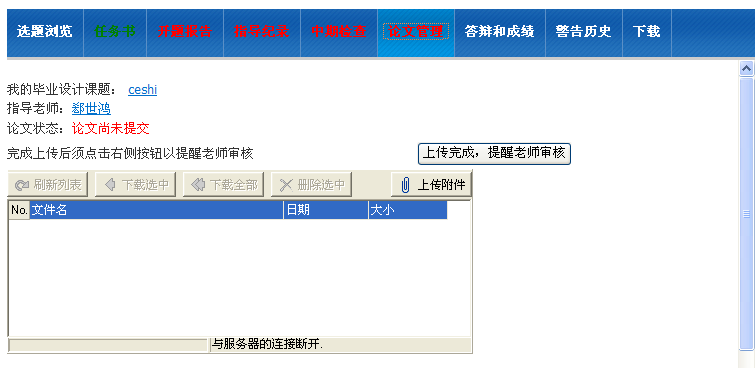 选题浏览 任务书 开题报告 指导记录 中期检查 论文管理 答辩和成绩 警告历史 下载
我的毕业设计课题： ceshi
指导老师：郄世鸿
论文状态：论文尚未提交
完成上传后须点击右侧按钮以提醒老师审核 上传完成，提醒老师审核
刷新列表 下载选中 下载全部 删除选中 上传附件
No. 文件名 日期 大小
与服务器的连接断开.